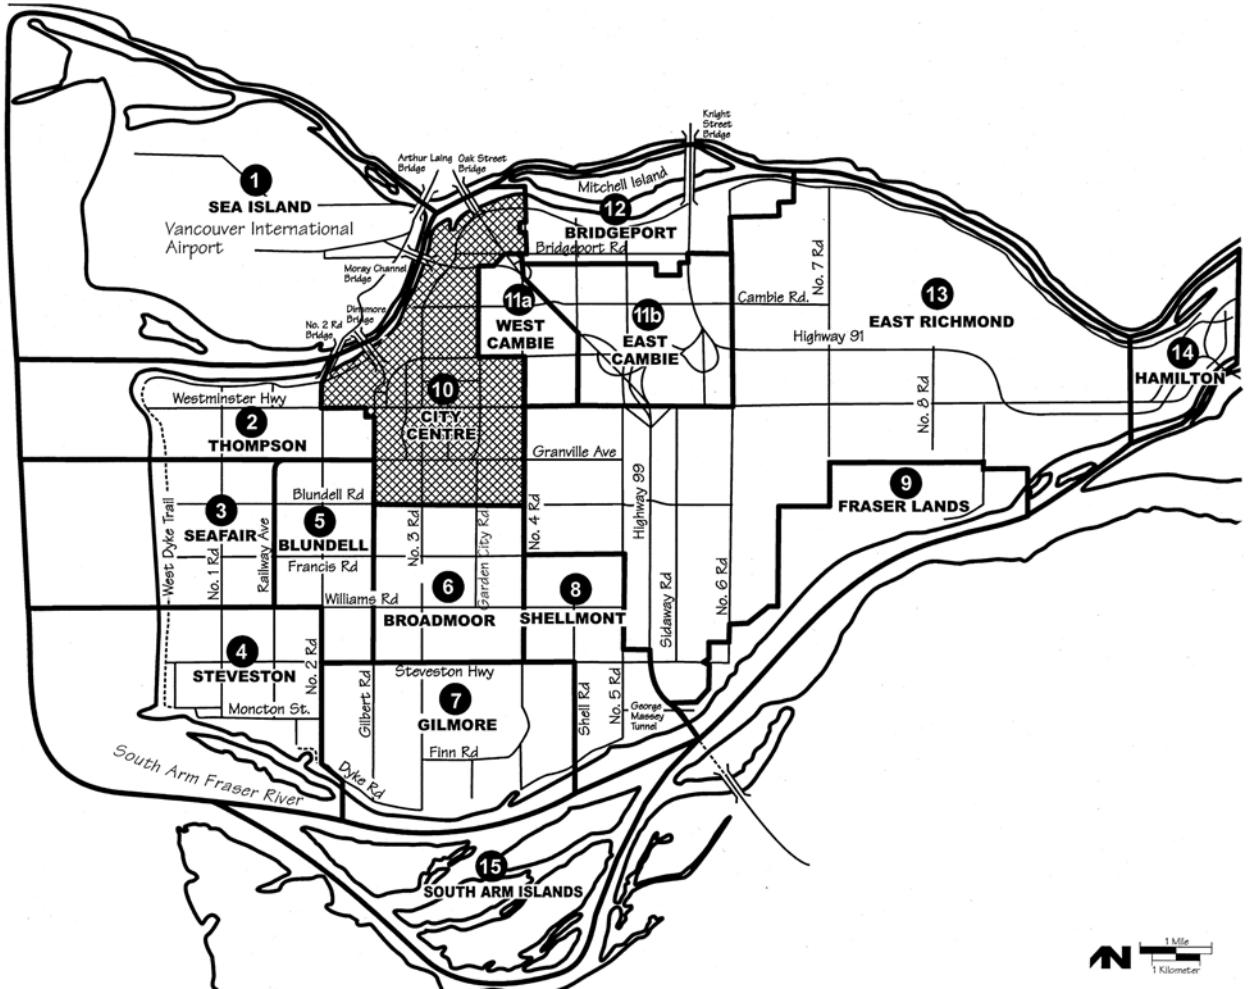 Knight
Street
Bridge
Arthur Laing
Bridge
Oak Street
Bridge
Mitchell Island
1
SEA ISLAND
Vancouver International
Airport
12
BRIDGEPORT
Bridgeport Rd
Moray Channel
Bridge
No. 7 Rd
Cambie Rd.
13
EAST RICHMOND
Dinsmore
Bridge
No. 2 Rd
Bridge
11a
WEST
CAMBIE
11b
EAST
CAMBIE
Highway 91
14
HAMILTON
10
CITY
CENTRE
Westminster Hwy
2
THOMPSON
No. 8 Rd
Granville Ave
Highway 99
9
FRASER LANDS
Blundell Rd
3
SEAFAIR
5
BLUNDELL
West Dyke Trail
No. 1 Rd
Railway Ave
No. 3 Rd
Garden City Rd.
No. 4 Rd
Francis Rd
Williams Rd
6
BROADMOOR
8
SHELLMONT
Sidaway Rd
No. 6 Rd
4
STEVESTON
No. 2 Rd
Moncton St.
Steveston Hwy
Gilbert Rd
7
GILMORE
Finn Rd
Shell Rd
No. 5 Rd
George
Massey
Tunnel
Dyke Rd
South Arm Fraser River
15
SOUTH ARM ISLANDS
N
1 Mile
1 Kilometer